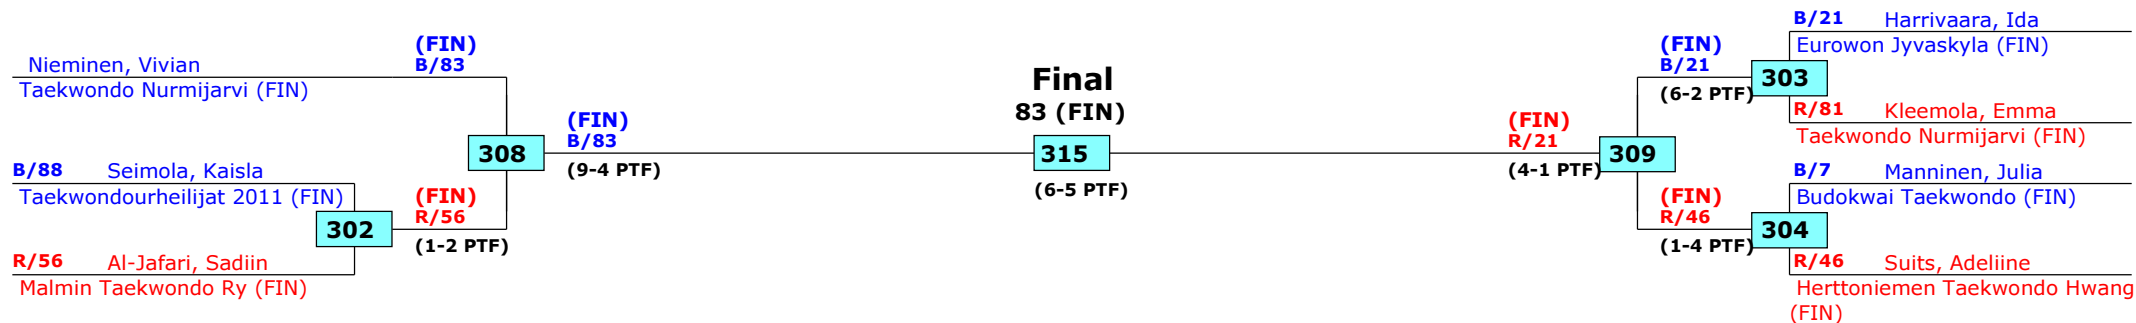 Nieminen, Vivian
Taekwondo Nurmijarvi (FIN)
(FIN)
B/83
B/88 Seimola, Kaisla
Taekwondourheilijat 2011 (FIN)
302
R/56 Al-Jafari, Sadiin
Malmin Taekwondo Ry (FIN)
(FIN)
R/56
(1-2 PTF)
308
(FIN)
B/83
(9-4 PTF)
Final
83 (FIN)
315
(6-5 PTF)
(FIN)
R/21
(4-1 PTF)
309
(FIN)
B/21
(6-2 PTF)
303
B/21 Harrivaara, Ida
Eurowon Jyvaskyla (FIN)
R/81 Kleemola, Emma
Taekwondo Nurmijarvi (FIN)
(FIN)
R/46
(1-4 PTF)
304
B/7 Manninen, Julia
Budokwai Taekwondo (FIN)
R/46 Suits, Adeliine
Herttoniemen Taekwondo Hwang
(FIN)